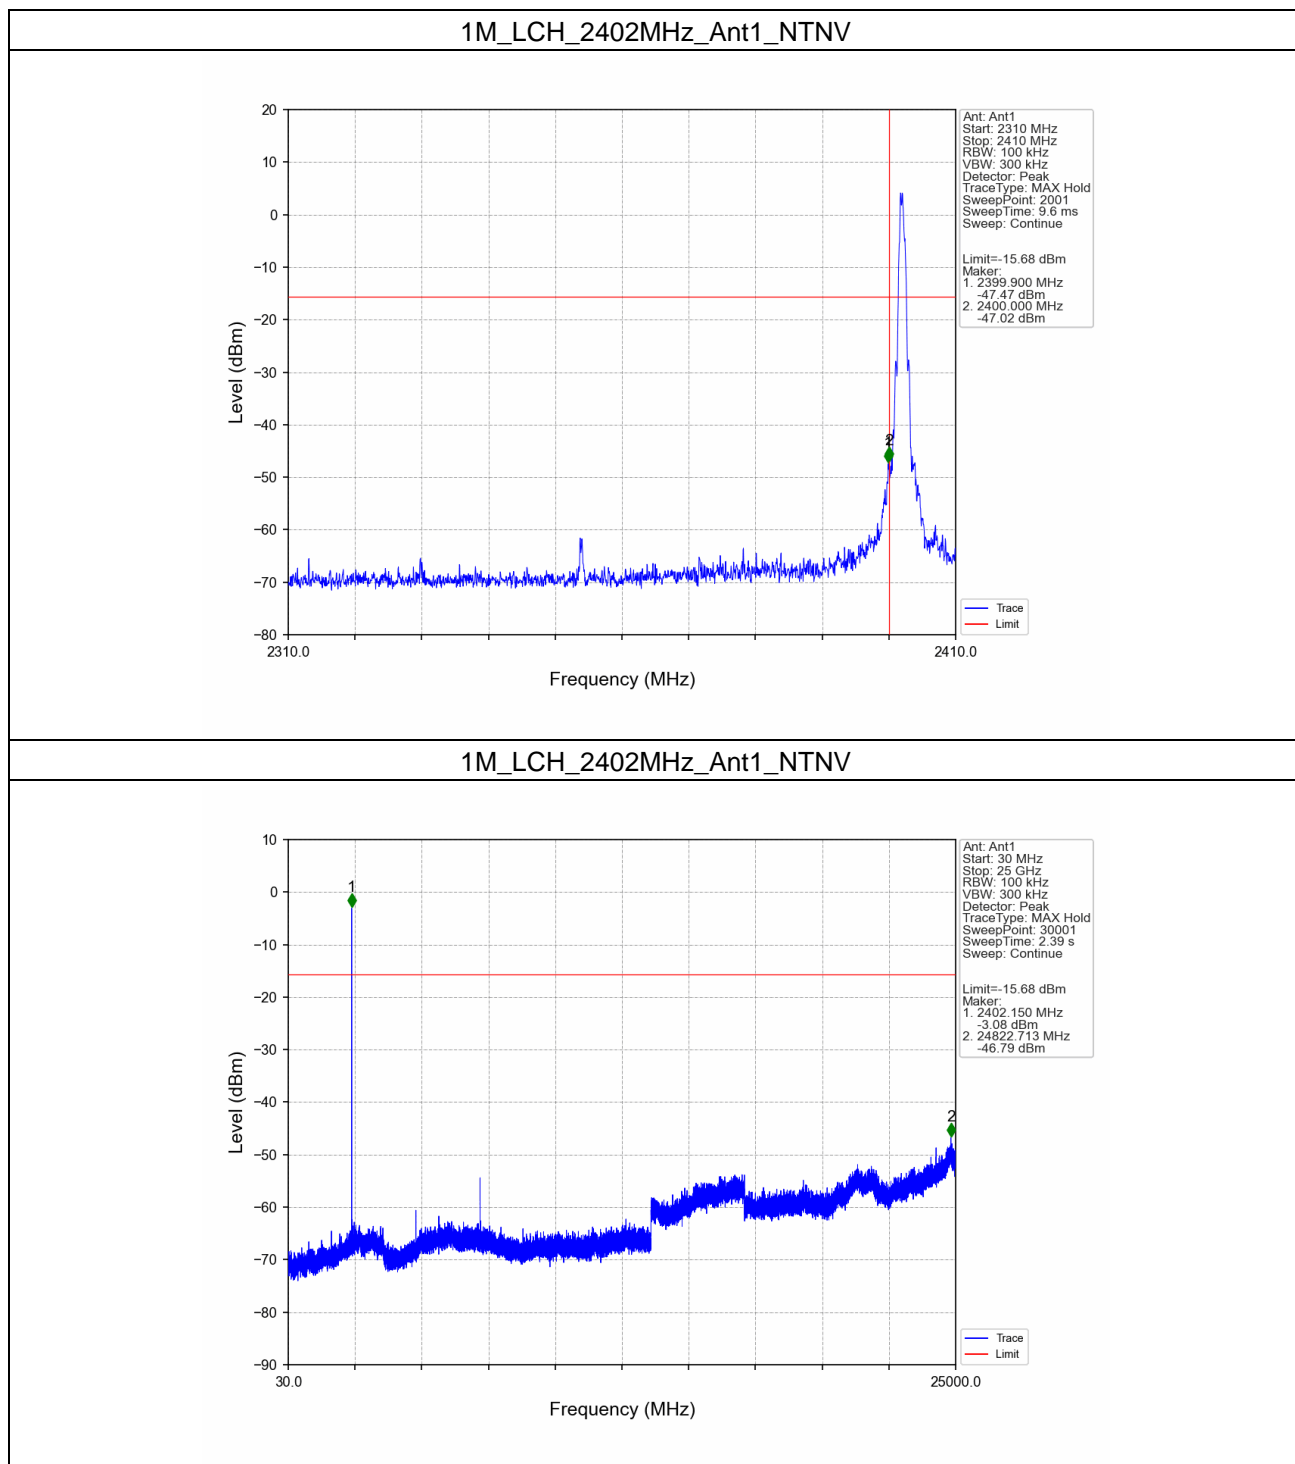 1M_LCH_2402MHz_Ant1_NTNV
20
10
0
−10
−20
−30
−40
−50
−60
−70
−80
Level (dBm)
2310.0
2410.0
Frequency (MHz)
2
Ant: Ant1
Start: 2310 MHz
Stop: 2410 MHz
RBW: 100 kHz
VBW: 300 kHz
Detector: Peak
TraceType: MAX Hold
SweepPoint: 2001
SweepTime: 9.6 ms
Sweep: Continue
Limit=-15.68 dBm
Maker:
1. 2399.900 MHz
-47.47 dBm
2. 2400.000 MHz
-47.02 dBm
Trace
Limit
1M_LCH_2402MHz_Ant1_NTNV
10
0
−10
−20
−30
−40
−50
−60
−70
−80
−90
Level (dBm)
30.0
25000.0
Frequency (MHz)
1
2
Ant: Ant1
Start: 30 MHz
Stop: 25 GHz
RBW: 100 kHz
VBW: 300 kHz
Detector: Peak
TraceType: MAX Hold
SweepPoint: 30001
SweepTime: 2.39 s
Sweep: Continue
Limit=-15.68 dBm
Maker:
1. 2402.150 MHz
-3.08 dBm
2. 24822.713 MHz
-46.79 dBm
Trace
Limit